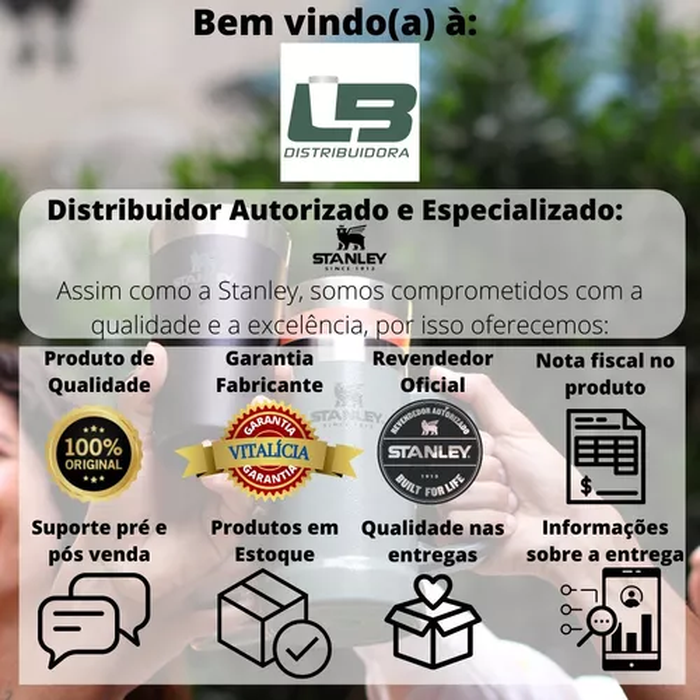 Bem vindo(a) à:
LB
DISTRIBUIDORA
Distribuidor Autorizado e Especializado:
STANLEY
SINCE 1913
Assim como a Stanley, somos comprometidos com a
qualidade e a excelência, por isso oferecemos:
Produto de
Qualidade
Garantia
Fabricante
Revendedor
Oficial
Nota fiscal no
produto
100%
ORIGINAL
GARANTIA
VITALÍCIA
GARANTIA
STANLEY
REVENDEDOR AUTORIZADO
STANLEY.
1913
BUILT FOR LIFE
$
Suporte pré e
pós venda
Produtos em
Estoque
Qualidade nas
entregas
Informações
sobre a entrega